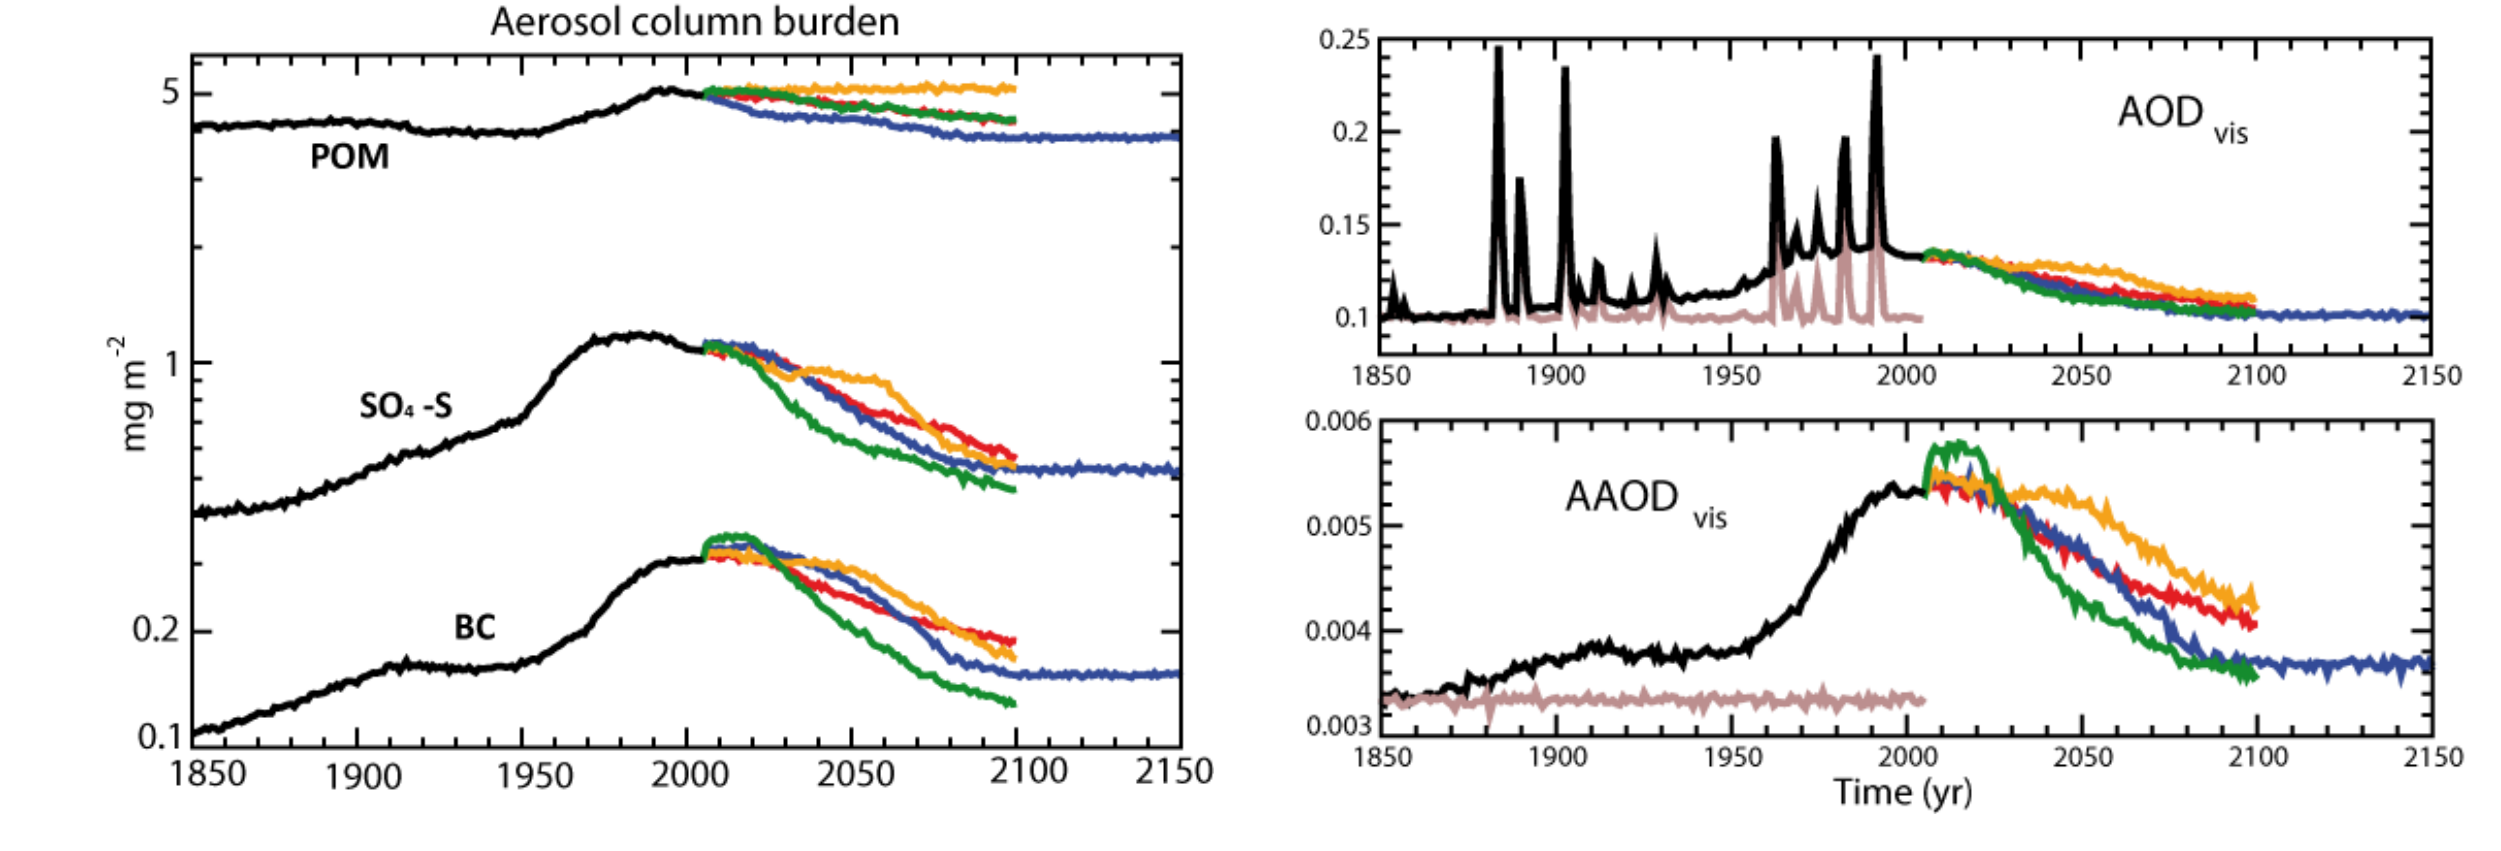 Aerosol column burden
5
POM
1
SO₄ -S
mg m⁻²
0.2
BC
0.1
1850 1900 1950 2000 2050 2100 2150
0.25
AOD vis
0.2
0.15
0.1
1850 1900 1950 2000 2050 2100 2150
0.006
AAOD vis
0.005
0.004
0.003
1850 1900 1950 2000 2050 2100 2150
Time (yr)